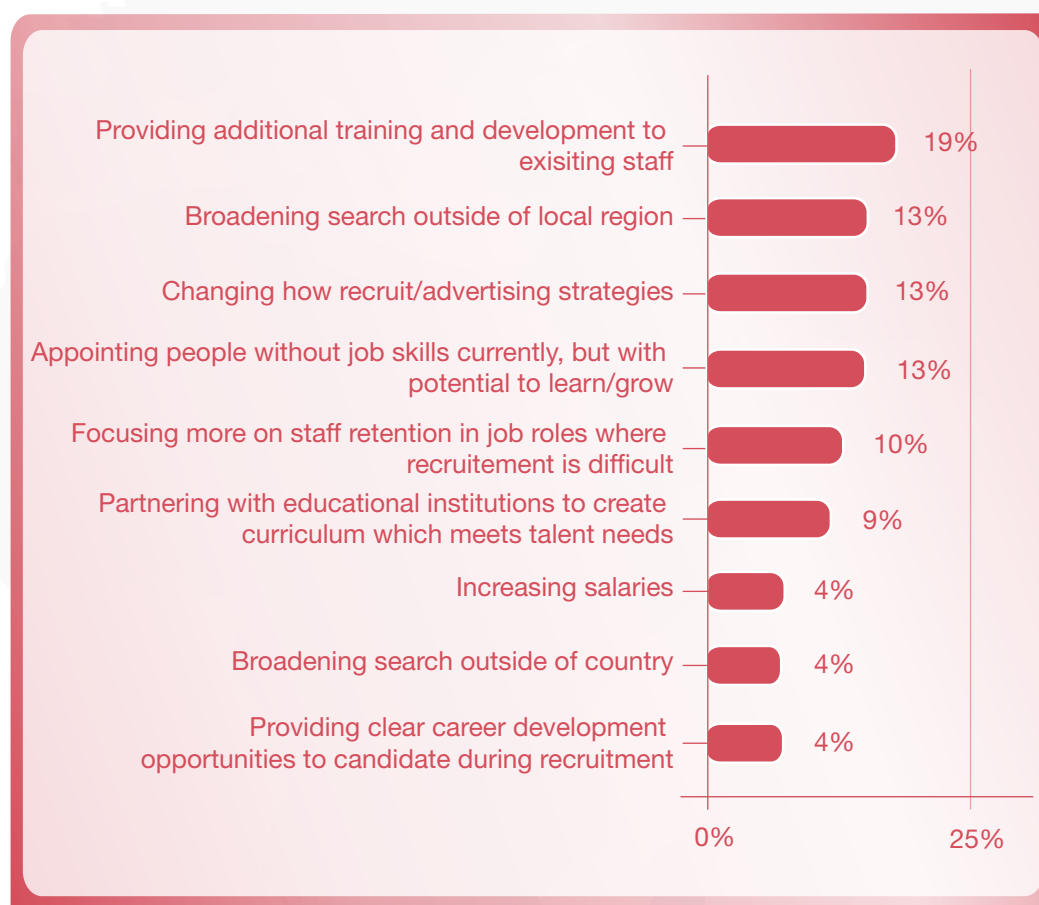 Providing additional training and development to
exisiting staff
19%
Broadening search outside of local region
13%
Changing how recruit/advertising strategies
13%
Appointing people without job skills currently, but with
potential to learn/grow
13%
Focusing more on staff retention in job roles where
recruitement is difficult
10%
Partnering with educational institutions to create
curriculum which meets talent needs
9%
Increasing salaries
4%
Broadening search outside of country
4%
Providing clear career development
opportunities to candidate during recruitment
4%
0%
25%